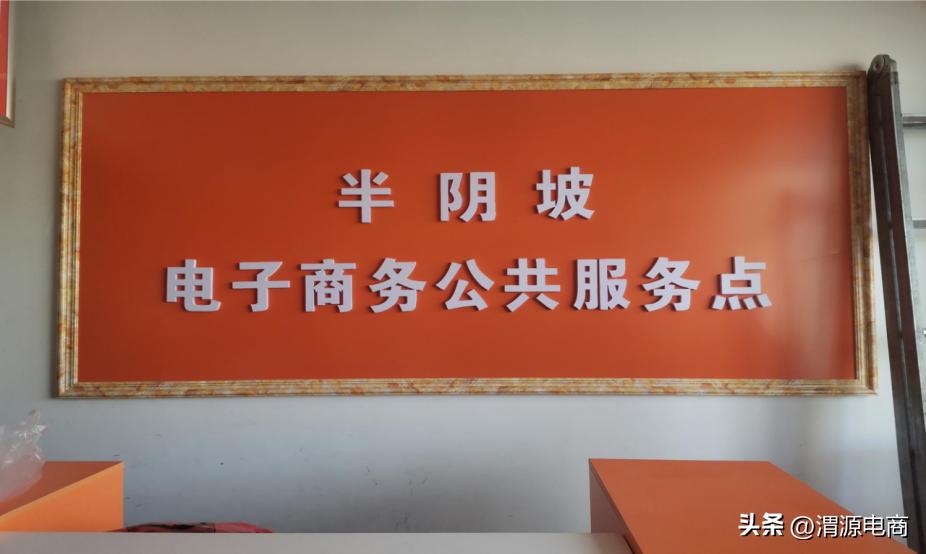 半阴坡
电子商务公共服务点
头条 @渭源电商